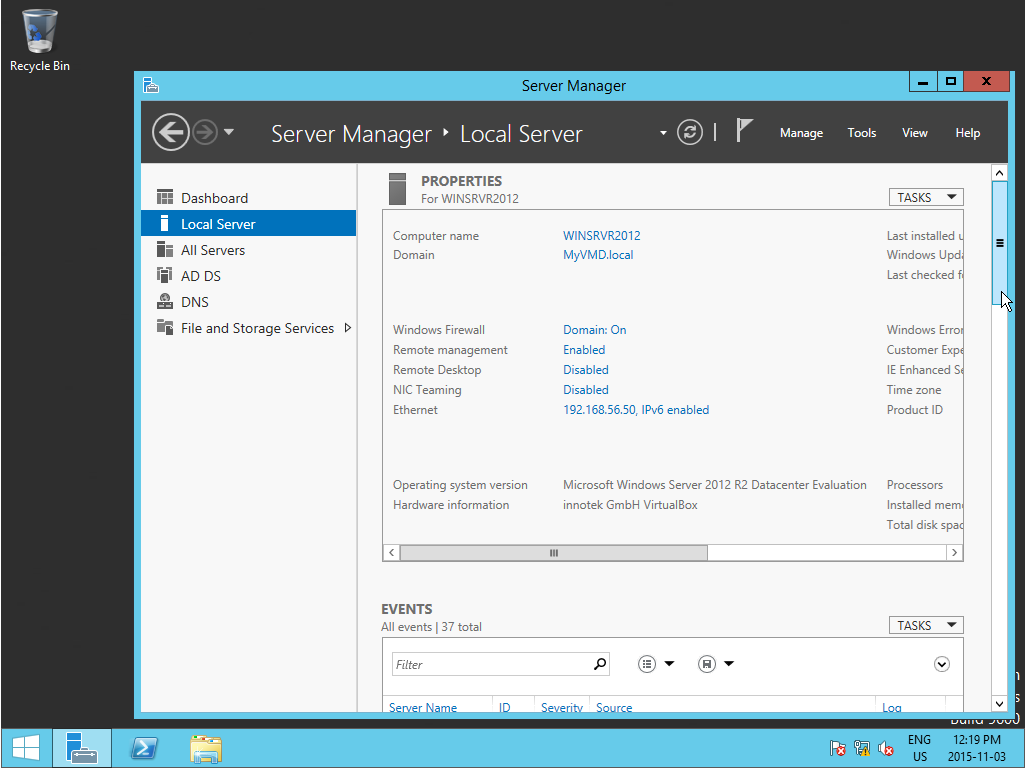 Recycle Bin
Server Manager
Server Manager • Local Server
Manage Tools View Help
Dashboard
Local Server
All Servers
AD DS
DNS
File and Storage Services
PROPERTIES
For WINSRVR2012
TASKS
Computer name WINSRVR2012 Last installed u
Domain MyVMD.local Windows Upda
Last checked fo
Windows Firewall Domain: On Windows Error
Remote management Enabled Customer Expe
Remote Desktop Disabled IE Enhanced Se
NIC Teaming Disabled Time zone
Ethernet 192.168.56.50, IPv6 enabled Product ID
Operating system version Microsoft Windows Server 2012 R2 Datacenter Evaluation Processors
Hardware information innotek GmbH VirtualBox Installed mem
Total disk spac
EVENTS
All events | 37 total
TASKS
Filter
Server Name ID Severity Source Log
Build 9600
ENG 12:19 PM
US 2015-11-03